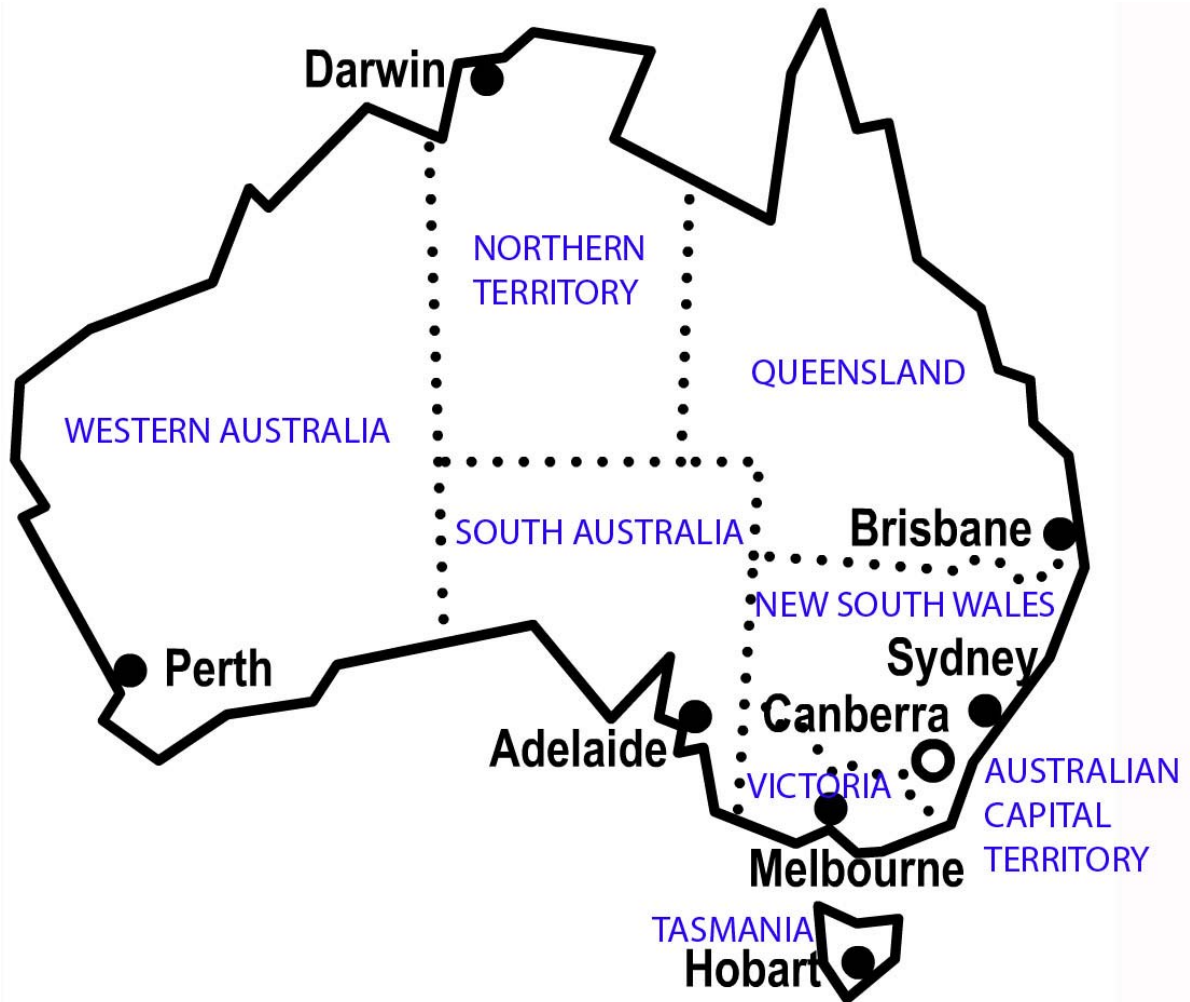 Darwin
NORTHERN
TERRITORY
QUEENSLAND
WESTERN AUSTRALIA
SOUTH AUSTRALIA
Brisbane
NEW SOUTH WALES
Sydney
Perth
Canberra
Adelaide
VICTORIA
AUSTRALIAN
CAPITAL
TERRITORY
Melbourne
TASMANIA
Hobart